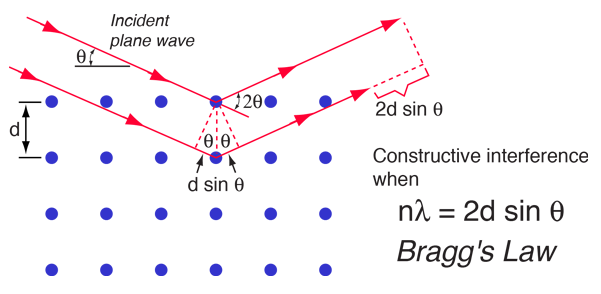 Incident
plane wave
θ
2θ
d
θ θ
d sin θ
2d sin θ
Constructive interference
when
nλ = 2d sin θ
Bragg's Law